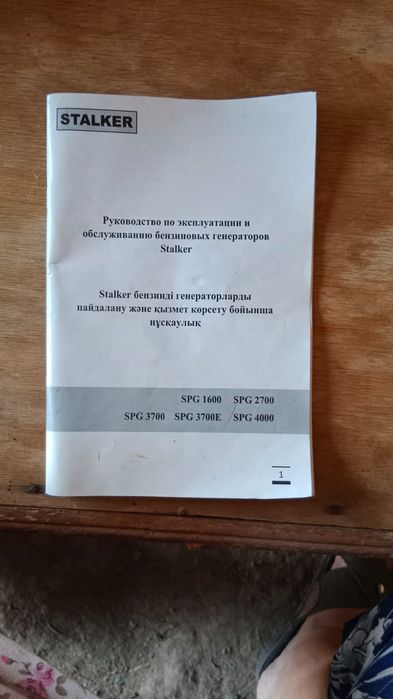 STALKER
Руководство по эксплуатации и
обслуживанию бензиновых генераторов
Stalker
Stalker бензинді генераторларды
пайдалану және қызмет көрсету бойынша
нұсқаулық
SPG 1600 SPG 2700
SPG 3700 SPG 3700E SPG 4000
1